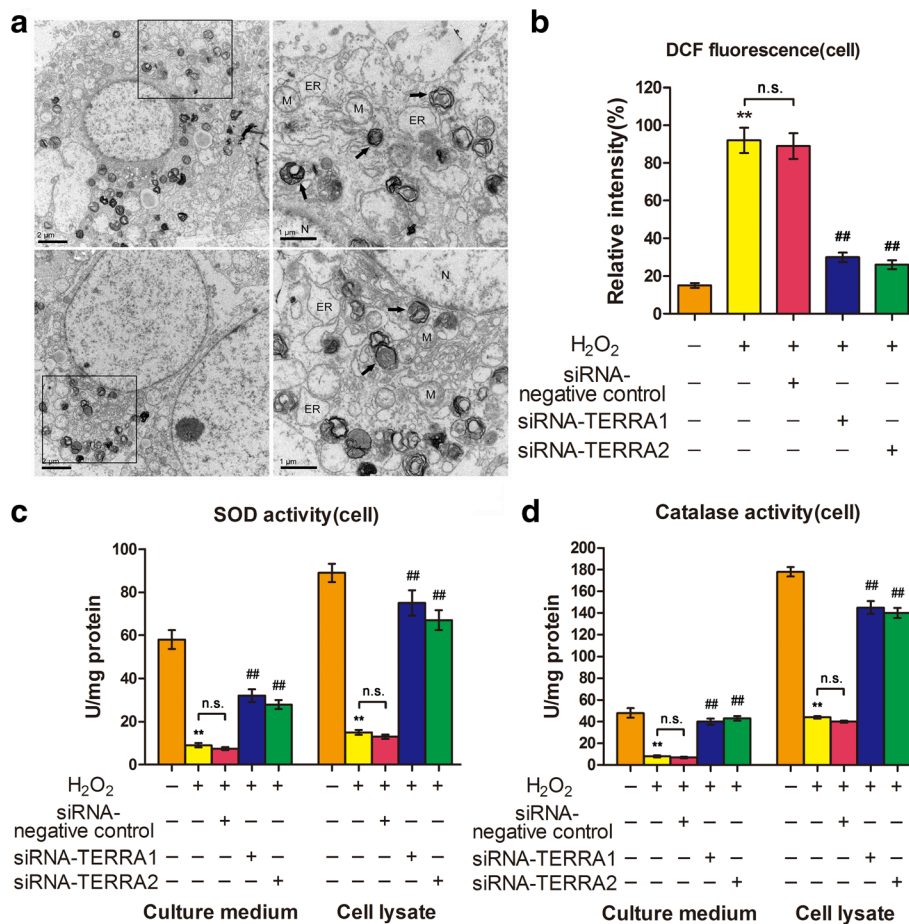 a
ER
M
M
ER
2 μm
1 μm
N
N
ER
M
M
ER
2 μm
1 μm
b
DCF fluorescence(cell)
Relative intensity(%)
120
100
80
60
40
20
0
**
n.s.
##
##
H₂O₂ – + + + +
siRNA-
negative control – – + – –
siRNA-TERRA1 – – – + –
siRNA-TERRA2 – – – – +
c
SOD activity(cell)
U/mg protein
100
80
60
40
20
0
**
n.s.
##
##
**
n.s.
##
##
H₂O₂ – + + + + – + + + +
siRNA-
negative control – – + – – – – + – –
siRNA-TERRA1 – – – + – – – – + –
siRNA-TERRA2 – – – – + – – – – +
Culture medium Cell lysate
d
Catalase activity(cell)
U/mg protein
200
180
160
140
120
100
80
60
40
20
0
**
n.s.
##
##
**
n.s.
##
##
H₂O₂ – + + + + – + + + +
siRNA-
negative control – – + – – – – + – –
siRNA-TERRA1 – – – + – – – – + –
siRNA-TERRA2 – – – – + – – – – +
Culture medium Cell lysate